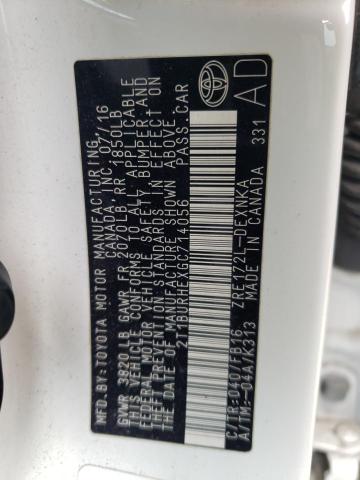 MFD.BY:TOYOTA MOTOR MANUFACTURING
CANADA, INC. 07/16
GVWR 3820 LB GAWR FR 2020LB RR 1850LB
THIS VEHICLE CONFORMS TO ALL APPLICABLE
FEDERAL MOTOR VEHICLE SAFETY, BUMPER, AND
THEFT PREVENTION STANDARDS IN EFFECT ON
THE DATE OF MANUFACTURE SHOWN ABOVE.
2T1BURHEXGC714056 PASS.CAR
C/TR:040/FB16 ZRE172L-DEXNKA
A/TM:-04A/K313 MADE IN CANADA 331
AD